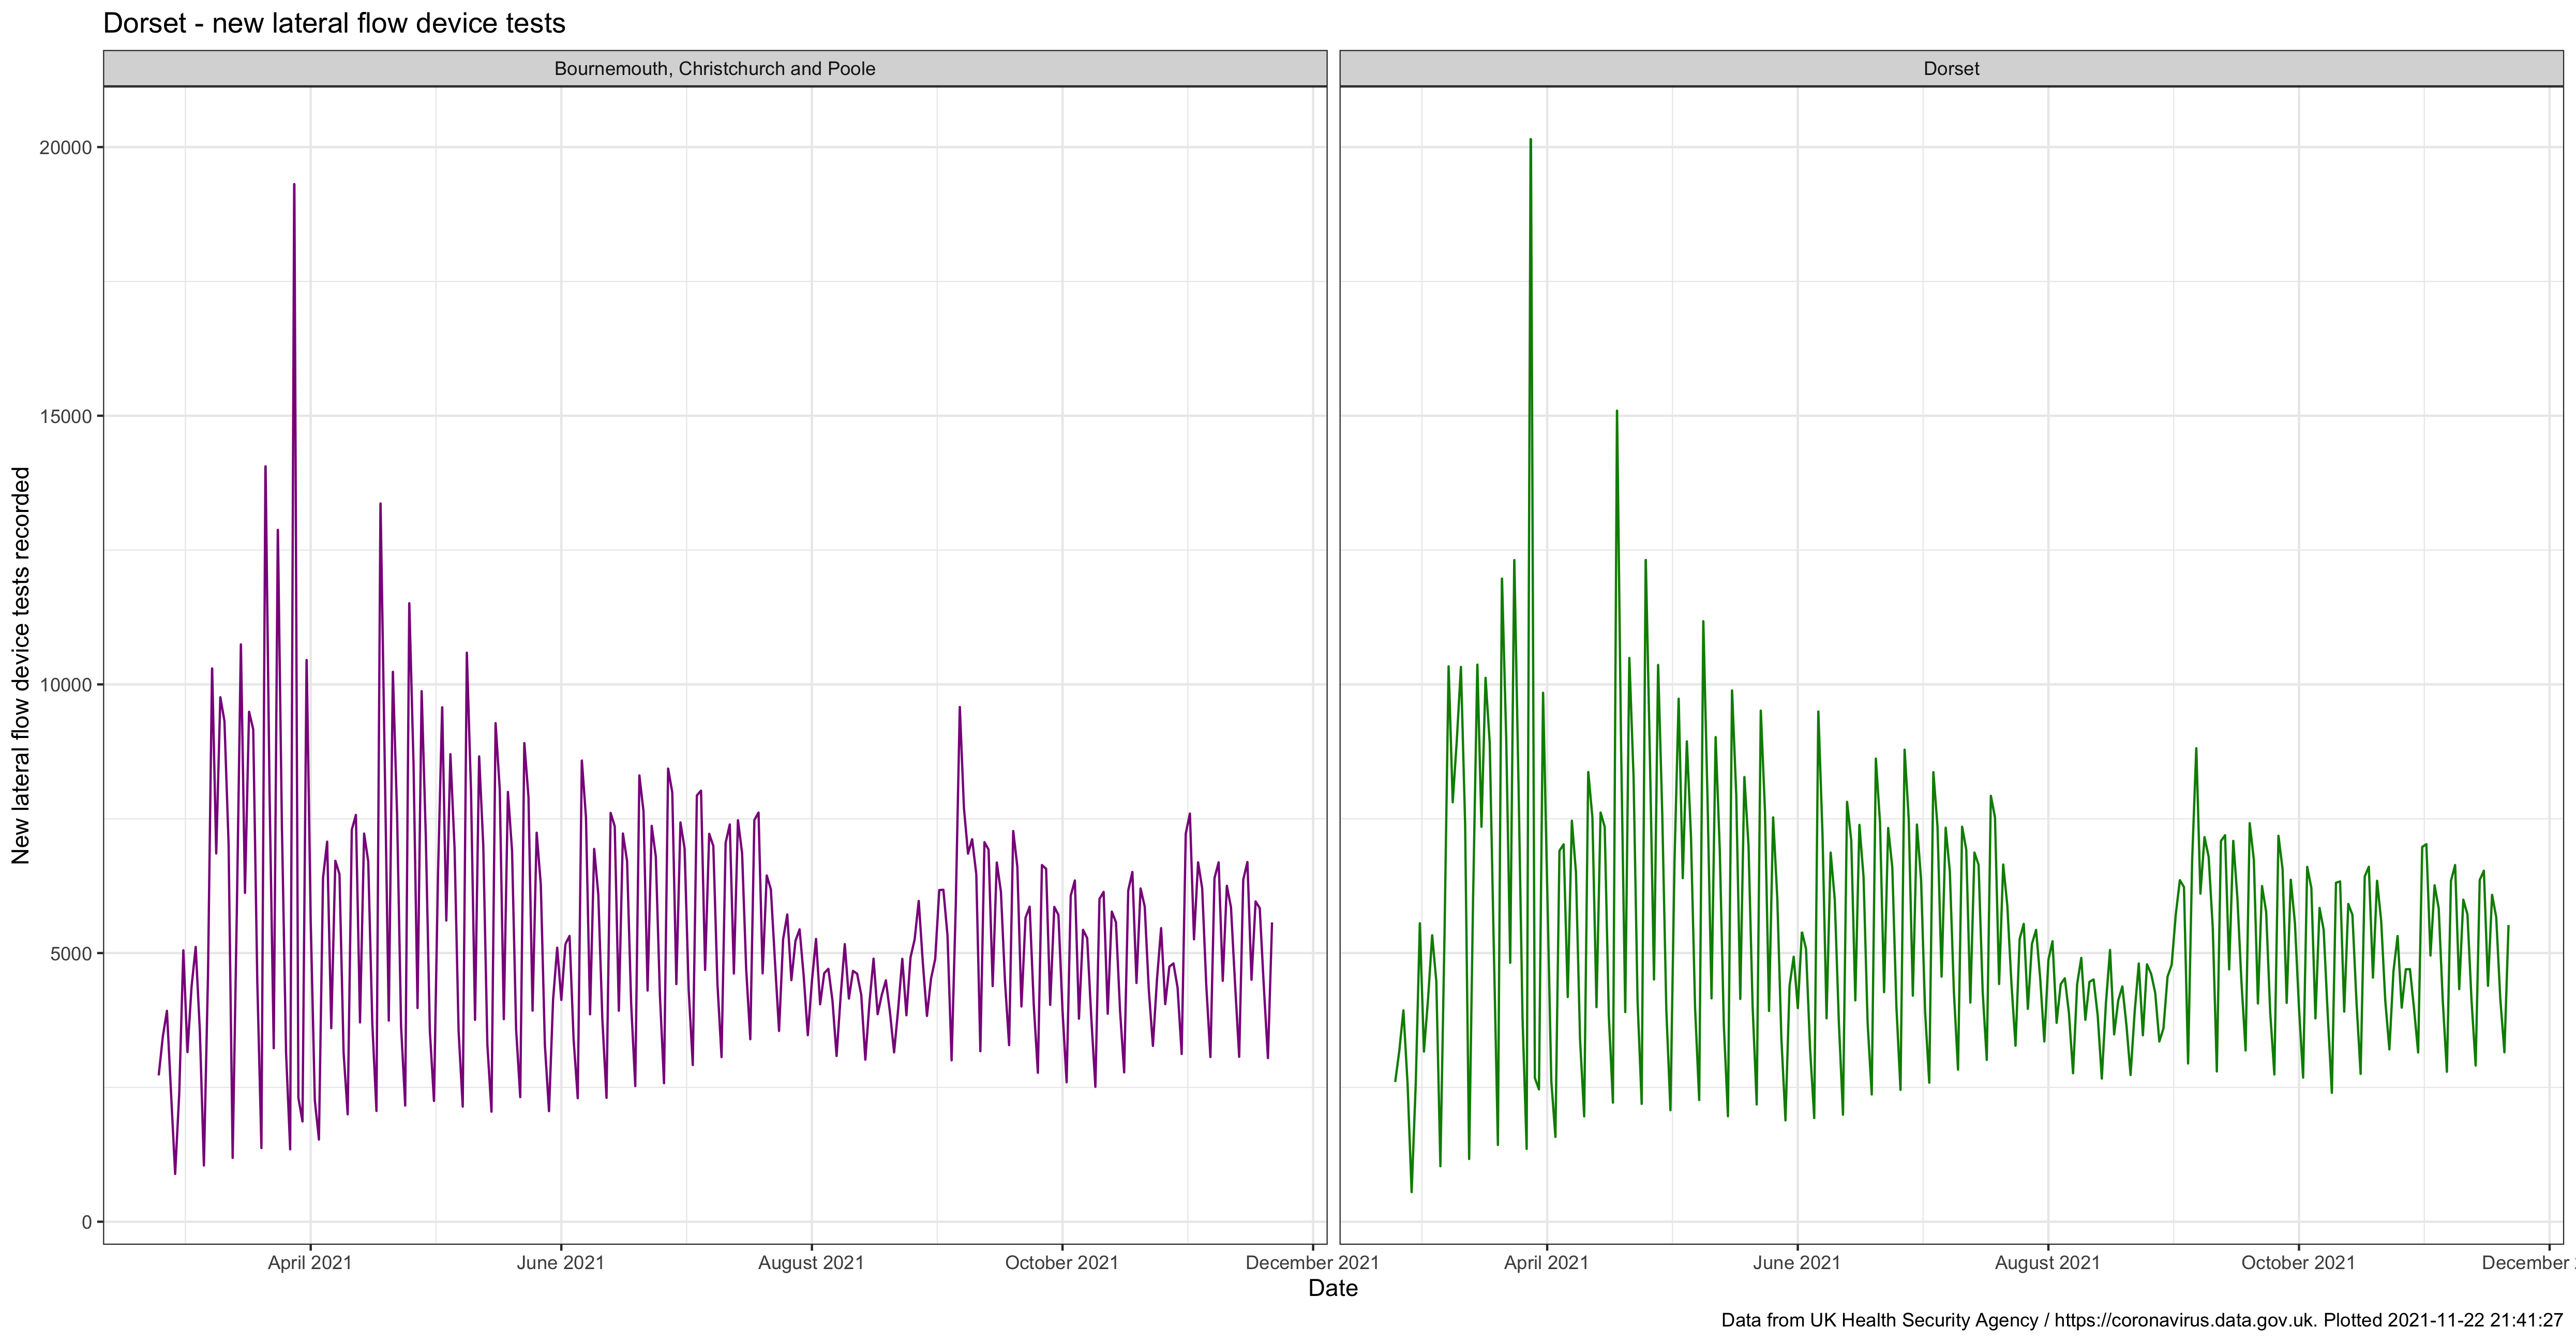 Dorset - new lateral flow device tests
Bournemouth, Christchurch and Poole
Dorset
New lateral flow device tests recorded
20000
15000
10000
5000
0
April 2021
June 2021
August 2021
October 2021
December 2021
April 2021
June 2021
August 2021
October 2021
December
Date
Data from UK Health Security Agency / https://coronavirus.data.gov.uk. Plotted 2021-11-22 21:41:27